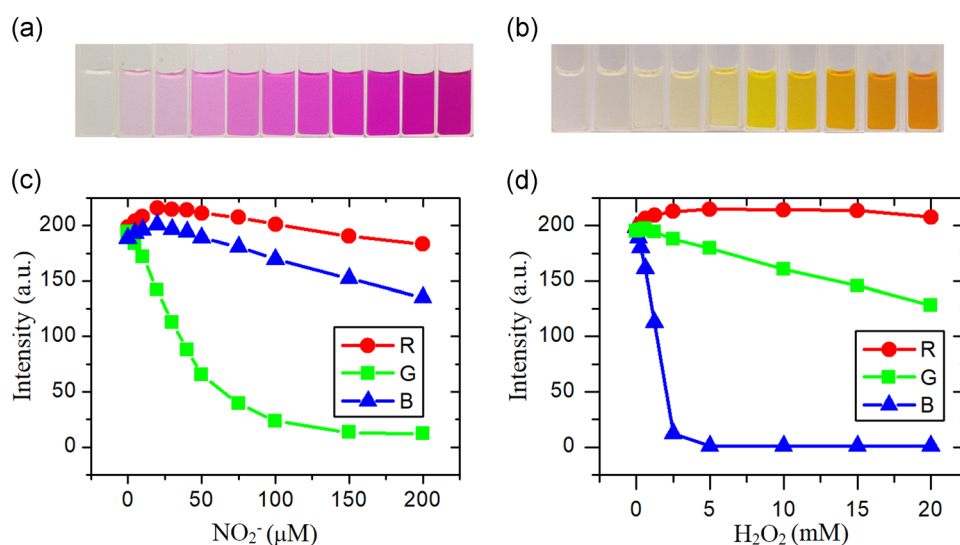 (a)
(b)
(c)
(d)
Intensity (a.u.)
200
150
100
50
0
R
G
B
0 50 100 150 200
NO₂⁻ (μM)
Intensity (a.u.)
200
150
100
50
0
R
G
B
0 5 10 15 20
H₂O₂ (mM)